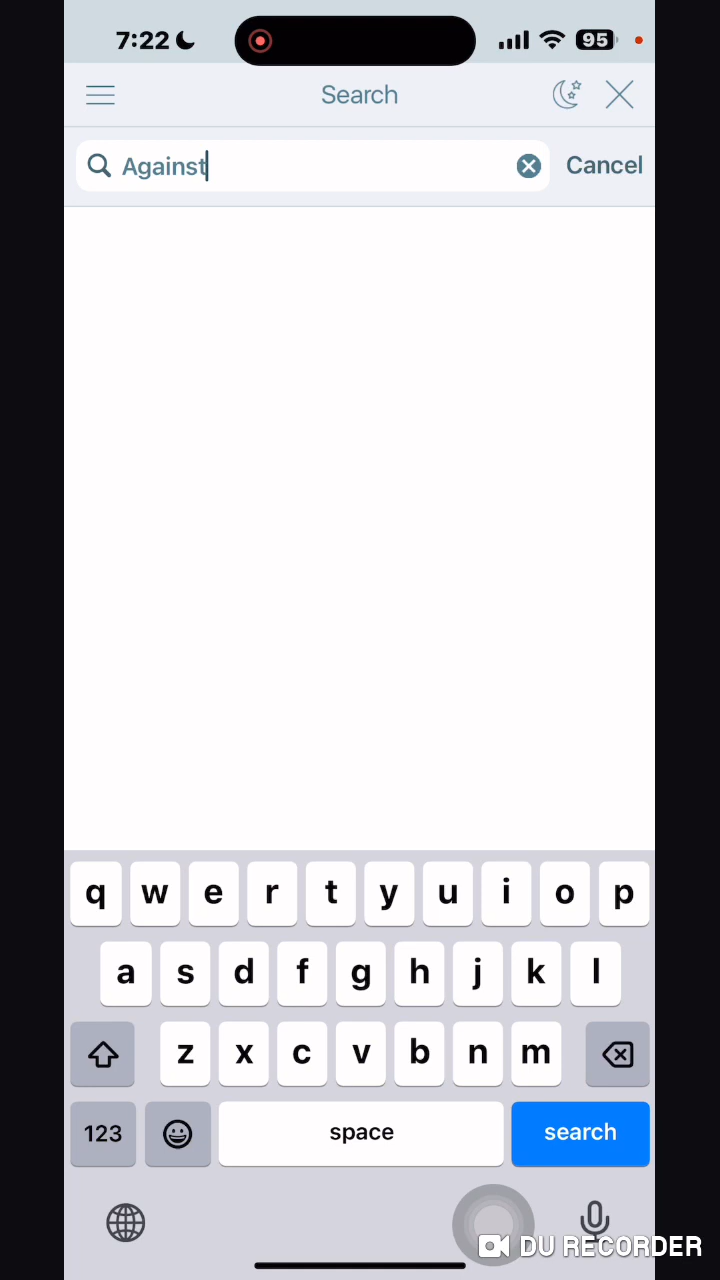 7:22
95
Search
Against
Cancel
q w e r t y u i o p
a s d f g h j k l
z x c v b n m
123 space search
DU RECORDER